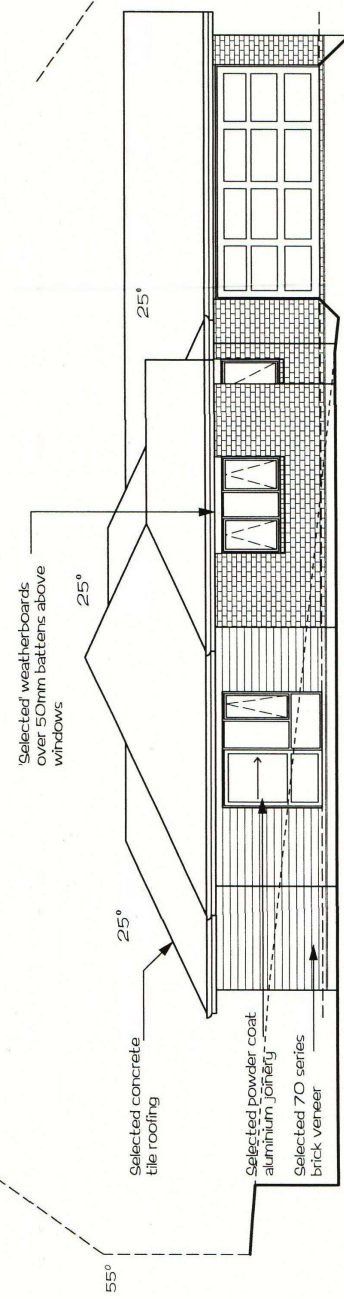 'Selected' weatherboards
over 50mm battens above
windows
25°
25°
25°
Selected concrete
tile roofing
55°
Selected powder coat
aluminium joinery
Selected 70 series
brick veneer